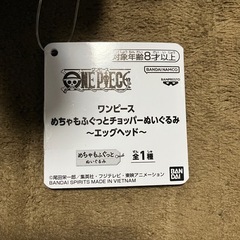 対象年齢8才以上
ONE PIECE
BANDAI NAMCO
BANPRESTO
ワンピース
めちゃもふぐっとチョッパーぬいぐるみ
～エッグヘッド～
めちゃもふぐっと
ぬいぐるみ
全1種
©尾田栄一郎/集英社・フジテレビ・東映アニメーション
BANDAI SPIRITS MADE IN VIETNAM
BANDAI